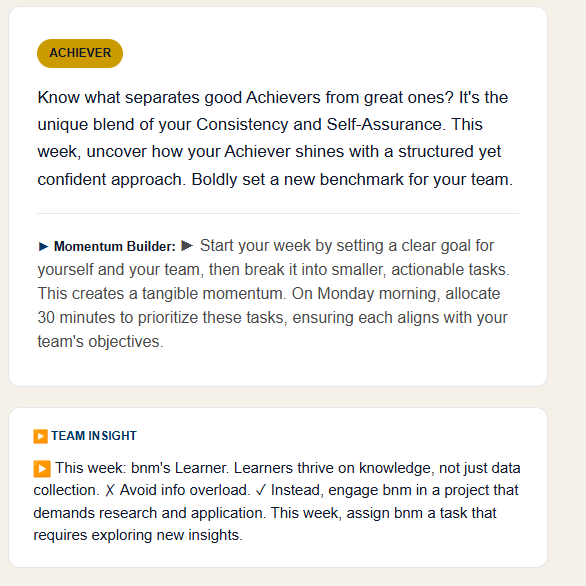 ACHIEVER
Know what separates good Achievers from great ones? It's the
unique blend of your Consistency and Self-Assurance. This
week, uncover how your Achiever shines with a structured yet
confident approach. Boldly set a new benchmark for your team.
► Momentum Builder: ► Start your week by setting a clear goal for
yourself and your team, then break it into smaller, actionable tasks.
This creates a tangible momentum. On Monday morning, allocate
30 minutes to prioritize these tasks, ensuring each aligns with your
team's objectives.
▶️ TEAM INSIGHT
▶️ This week: bnm's Learner. Learners thrive on knowledge, not just data
collection. ✗ Avoid info overload. ✓ Instead, engage bnm in a project that
demands research and application. This week, assign bnm a task that
requires exploring new insights.